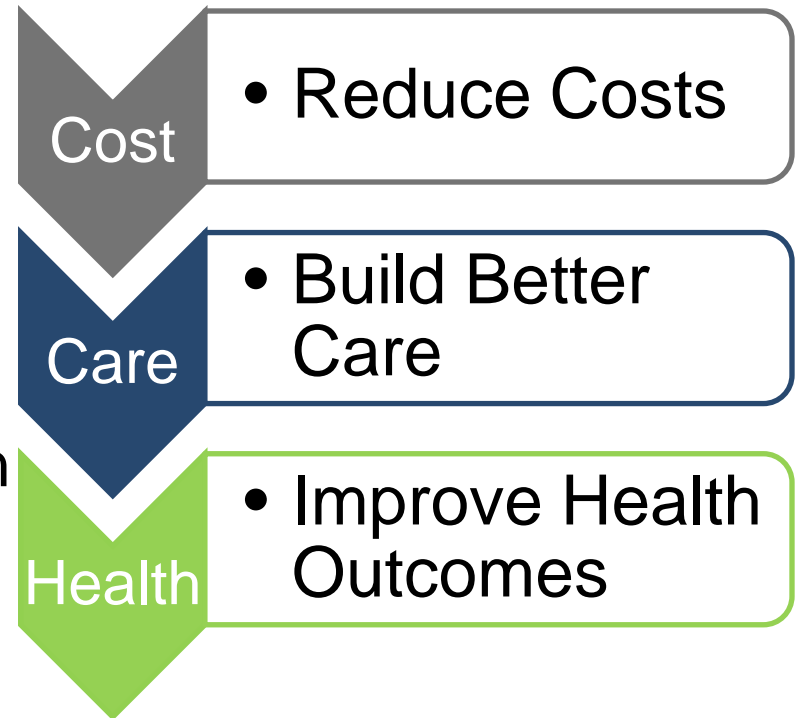 Cost
• Reduce Costs
Care
• Build Better
Care
Health
• Improve Health
Outcomes